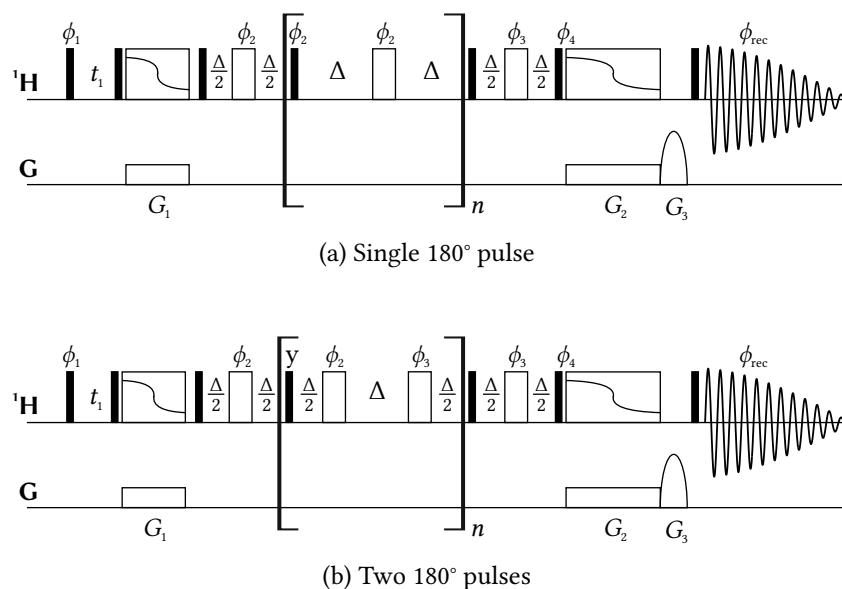 ϕ₁ ϕ₂ ϕ₂ ϕ₂ ϕ₃ ϕ₄ ϕrec
¹H t₁ Δ/2 Δ/2 Δ Δ Δ/2 Δ/2
G
G₁ n G₂ G₃
(a) Single 180° pulse
ϕ₁ ϕ₂ y ϕ₂ ϕ₃ ϕ₃ ϕ₄ ϕrec
¹H t₁ Δ/2 Δ/2 Δ/2 Δ Δ/2 Δ/2 Δ/2
G
G₁ n G₂ G₃
(b) Two 180° pulses